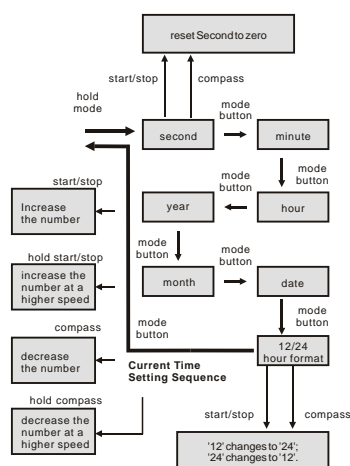 reset Second to zero
start/stop
compass
hold
mode
mode
button
second
minute
start/stop
mode
button
mode
button
Increase
the number
year
hour
hold start/stop
mode
button
mode
button
increase the
number at a
higher speed
month
date
compass
mode
button
mode
button
decrease
the number
Current Time
Setting Sequence
12/24
hour format
hold compass
decrease the
number at a
higher speed
start/stop
compass
'12' changes to '24';
'24' changes to '12'.